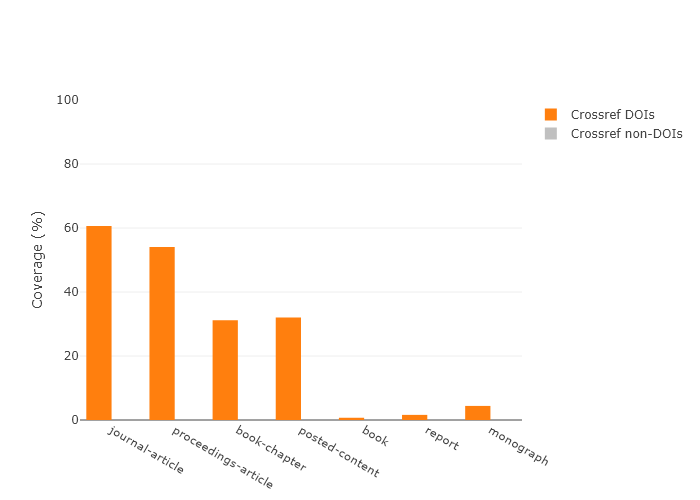 100
80
60
40
20
0
Coverage (%)
journal-article
proceedings-article
book-chapter
posted-content
book
report
monograph
Crossref DOIs
Crossref non-DOIs